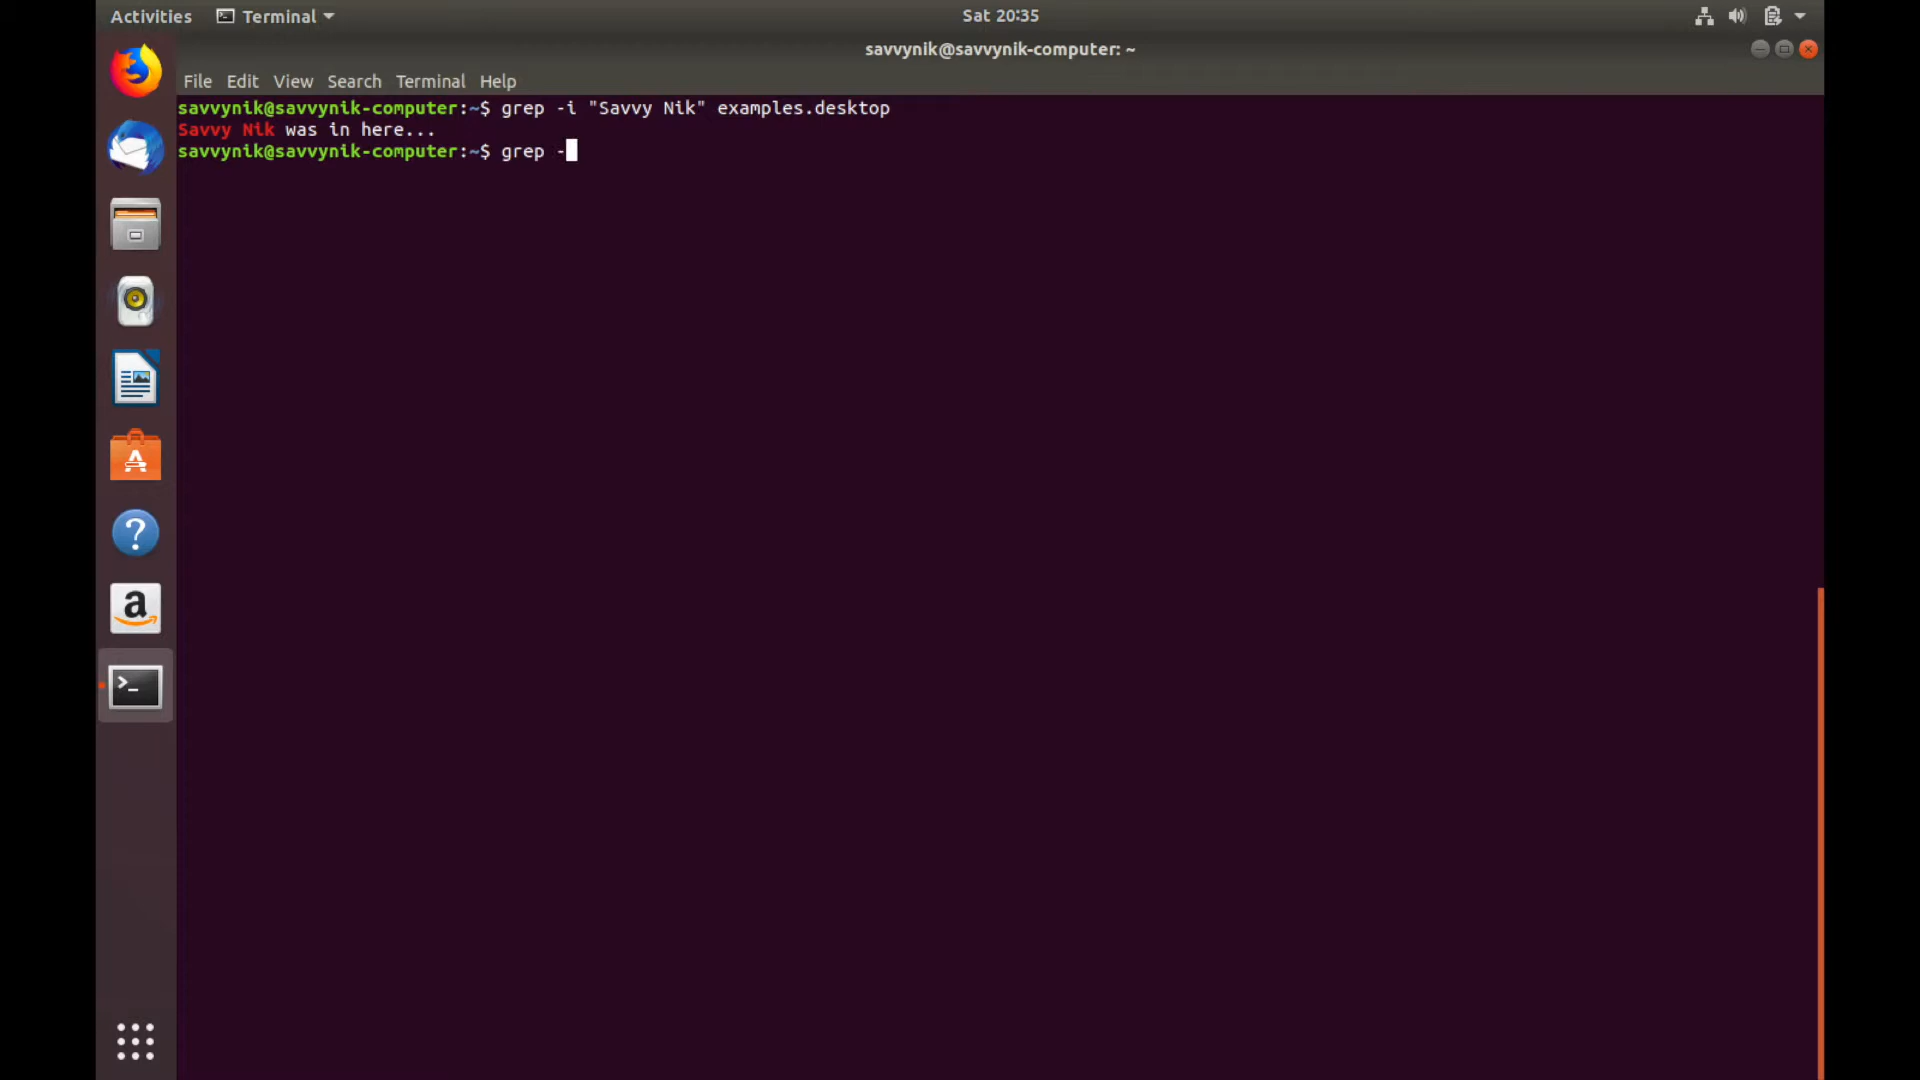 Activities Terminal Sat 20:35
savvynik@savvynik-computer: ~
File Edit View Search Terminal Help
savvynik@savvynik-computer:~$ grep -i "Savvy Nik" examples.desktop
Savvy Nik was in here...
savvynik@savvynik-computer:~$ grep -